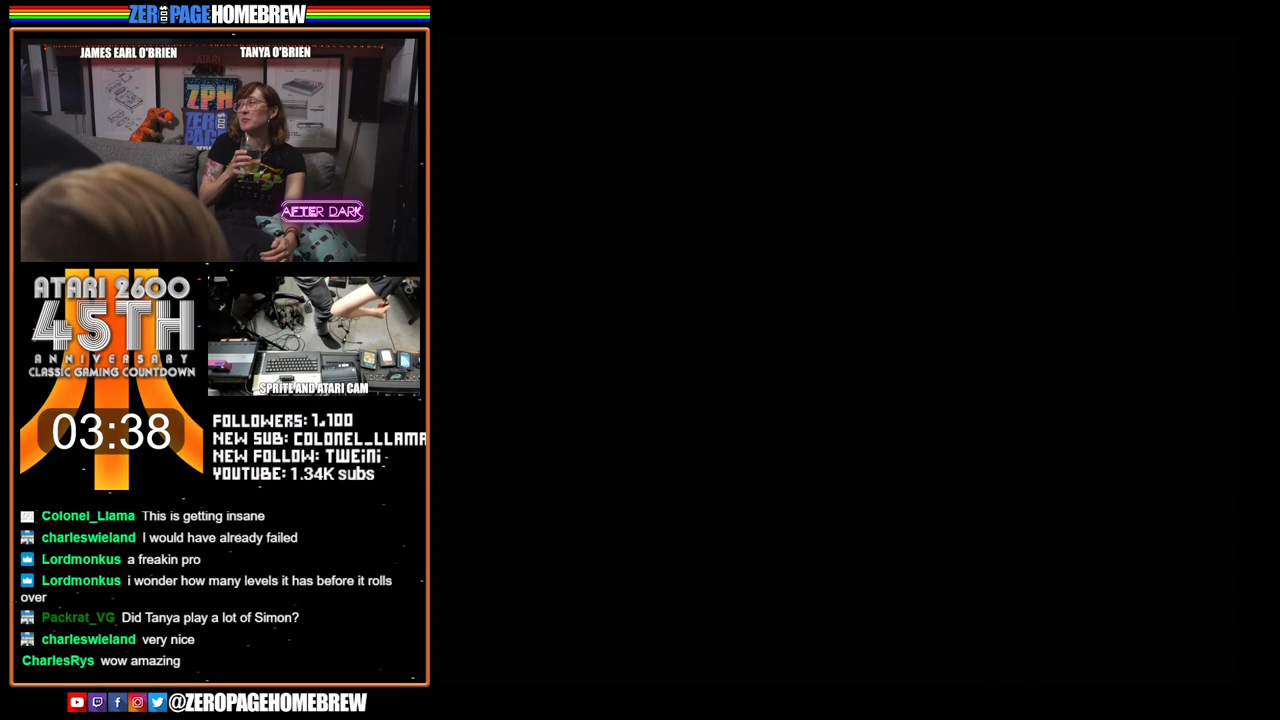 ZEROPAGEHOMEBREW
JAMES EARL O'BRIEN
TANYA O'BRIEN
ZPH
ZERO
PAGE
AFTER DARK
ATARI 2600
45TH
ANNIVERSARY
CLASSIC GAMING COUNTDOWN
03:38
SPRITE AND ATARI CAM
FOLLOWERS: 1,100
NEW SUB: COLONEL_LLAMA
NEW FOLLOW: TWEINI
YOUTUBE: 1.34K subs
Colonel_Llama This is getting insane
charleswieland I would have already failed
Lordmonkus a freakin pro
Lordmonkus i wonder how many levels it has before it rolls
over
Packrat_VG Did Tanya play a lot of Simon?
charleswieland very nice
CharlesRys wow amazing
@ZEROPAGEHOMEBREW